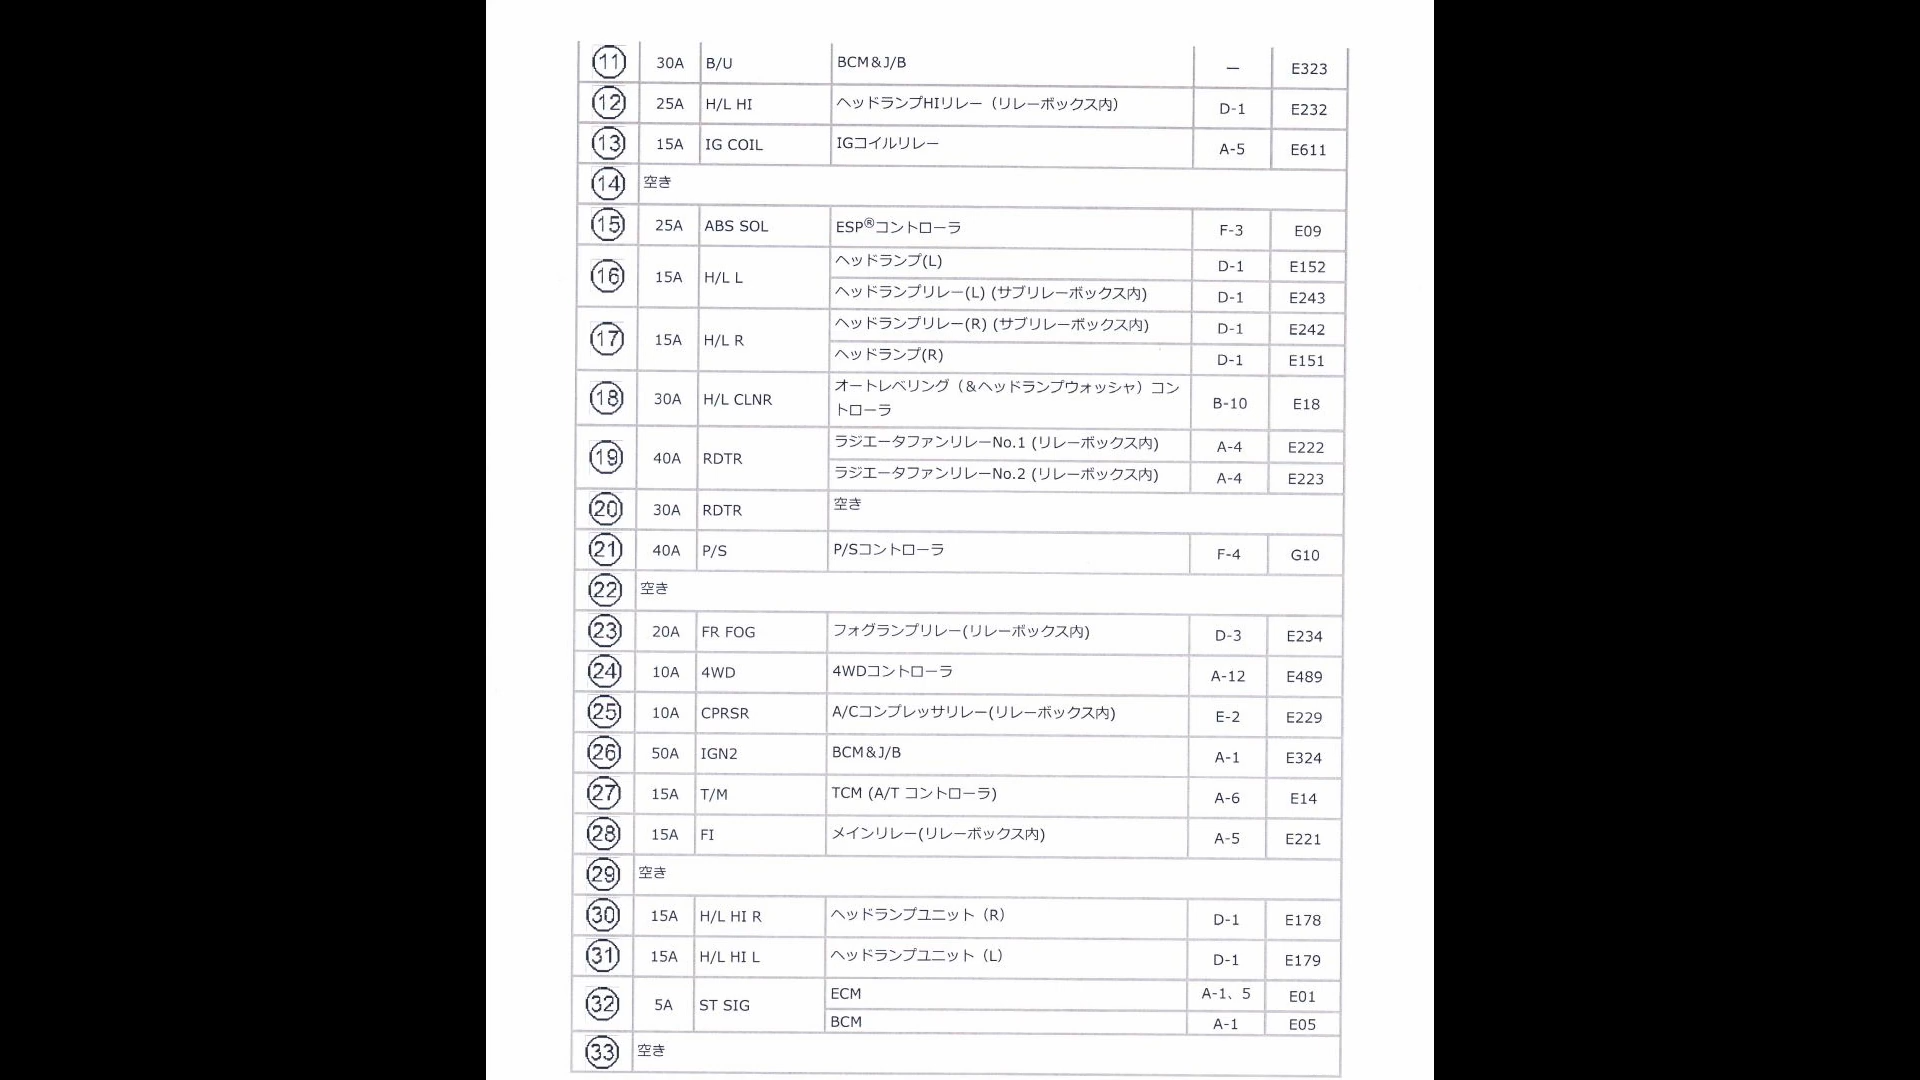 11 30A B/U BCM&J/B — E323
12 25A H/L HI ヘッドランプHIリレー（リレーボックス内） D-1 E232
13 15A IG COIL IGコイルリレー A-5 E611
14 空き
15 25A ABS SOL ESP®コントローラ F-3 E09
16 15A H/L L ヘッドランプ(L) D-1 E152
ヘッドランプリレー(L) (サブリレーボックス内) D-1 E243
17 15A H/L R ヘッドランプリレー(R) (サブリレーボックス内) D-1 E242
ヘッドランプ(R) D-1 E151
18 30A H/L CLNR オートレベリング（&ヘッドランプウォッシャ）コン
トローラ B-10 E18
19 40A RDTR ラジエータファンリレーNo.1 (リレーボックス内) A-4 E222
ラジエータファンリレーNo.2 (リレーボックス内) A-4 E223
20 30A RDTR 空き
21 40A P/S P/Sコントローラ F-4 G10
22 空き
23 20A FR FOG フォグランプリレー(リレーボックス内) D-3 E234
24 10A 4WD 4WDコントローラ A-12 E489
25 10A CPRSR A/Cコンプレッサリレー(リレーボックス内) E-2 E229
26 50A IGN2 BCM&J/B A-1 E324
27 15A T/M TCM (A/T コントローラ) A-6 E14
28 15A FI メインリレー(リレーボックス内) A-5 E221
29 空き
30 15A H/L HI R ヘッドランプユニット（R） D-1 E178
31 15A H/L HI L ヘッドランプユニット（L） D-1 E179
32 5A ST SIG ECM A-1、5 E01
BCM A-1 E05
33 空き